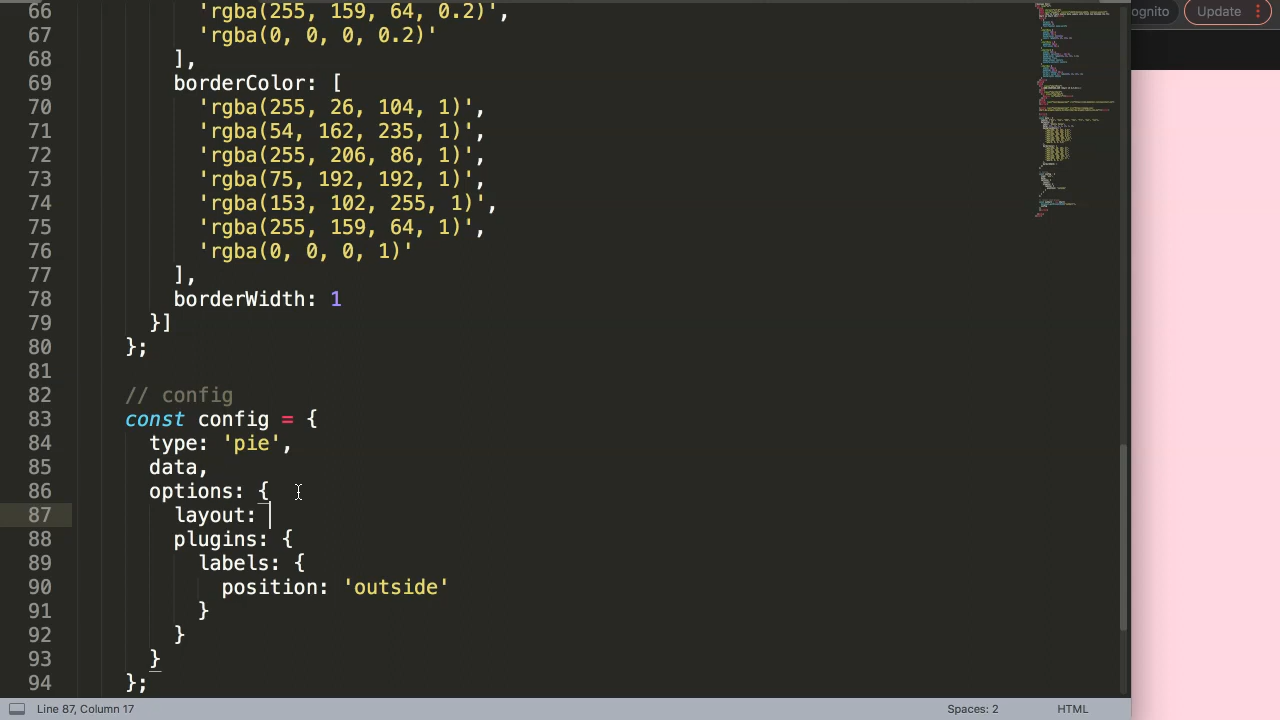 66 'rgba(255, 159, 64, 0.2)',
67 'rgba(0, 0, 0, 0.2)'
68 ],
69 borderColor: [
70 'rgba(255, 26, 104, 1)',
71 'rgba(54, 162, 235, 1)',
72 'rgba(255, 206, 86, 1)',
73 'rgba(75, 192, 192, 1)',
74 'rgba(153, 102, 255, 1)',
75 'rgba(255, 159, 64, 1)',
76 'rgba(0, 0, 0, 1)'
77 ],
78 borderWidth: 1
79 }]
80 };
81
82 // config
83 const config = {
84 type: 'pie',
85 data,
86 options: {
87 layout:
88 plugins: {
89 labels: {
90 position: 'outside'
91 }
92 }
93 }
94 };
Line 87, Column 17
Spaces: 2
HTML
ognito
Update